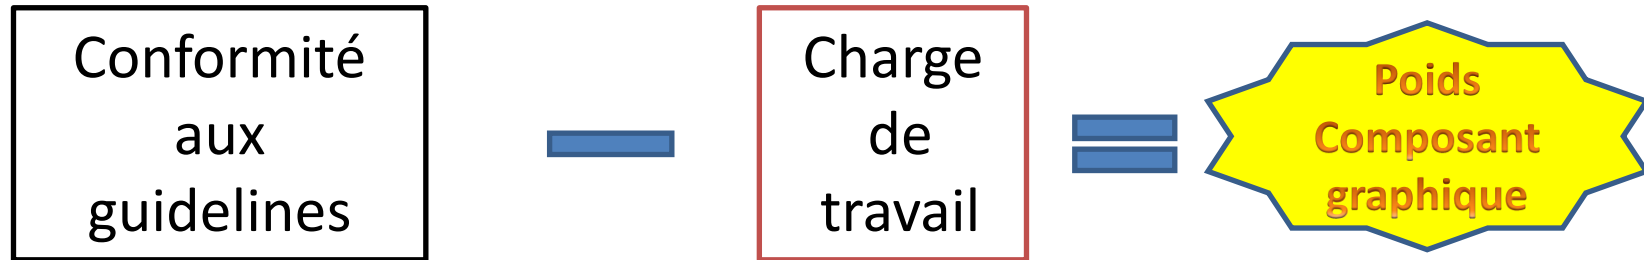 Conformité
aux
guidelines
Charge
de
travail
Poids
Composant
graphique